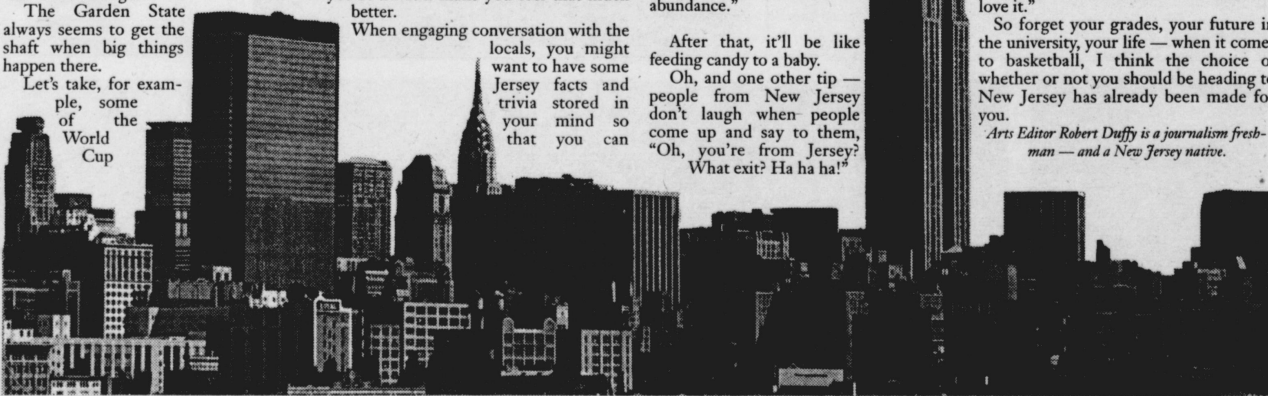 The Garden State
always seems to get the
shaft when big things
happen there.
Let's take, for exam-
ple, some
of the
World
Cup
better.
When engaging conversation with the
locals, you might
want to have some
Jersey facts and
trivia stored in
your mind so
that you can
abundance."
After that, it'll be like
feeding candy to a baby.
Oh, and one other tip —
people from New Jersey
don't laugh when people
come up and say to them,
"Oh, you're from Jersey?
What exit? Ha ha ha!"
love it."
So forget your grades, your future
the university, your life — when it
to basketball, I think the choice
whether or not you should be heading
New Jersey has already been made
you.
Arts Editor Robert Duffy is a journalism fresh-
man — and a New Jersey native.